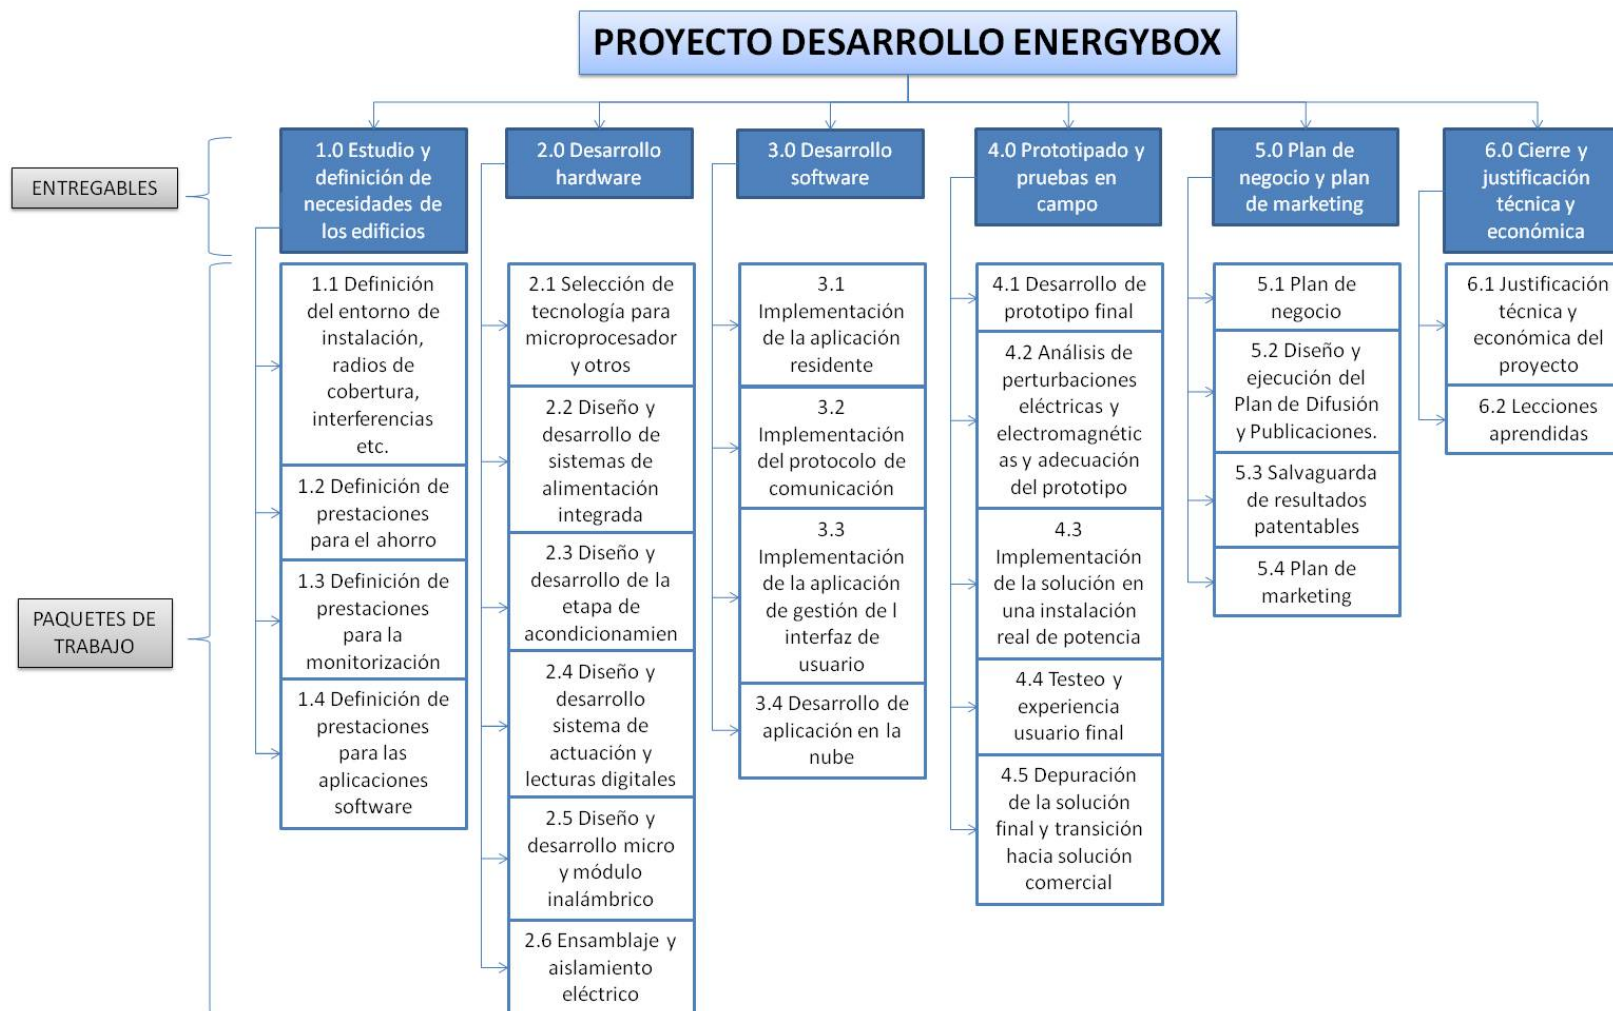 PROYECTO DESARROLLO ENERGYBOX
ENTREGABLES
1.0 Estudio y
definición de
necesidades de
los edificios
2.0 Desarrollo
hardware
3.0 Desarrollo
software
4.0 Prototipado y
pruebas en
campo
5.0 Plan de
negocio y plan
de marketing
6.0 Cierre y
justificación
técnica y
económica
PAQUETES DE
TRABAJO
1.1 Definición
del entorno de
instalación,
radios de
cobertura,
interferencias
etc.
1.2 Definición de
prestaciones
para el ahorro
1.3 Definición de
prestaciones
para la
monitorización
1.4 Definición de
prestaciones
para las
aplicaciones
software
2.1 Selección de
tecnología para
microprocesador
y otros
2.2 Diseño y
desarrollo de
sistemas de
alimentación
integrada
2.3 Diseño y
desarrollo de la
etapa de
acondicionamien
2.4 Diseño y
desarrollo
sistema de
actuación y
lecturas digitales
2.5 Diseño y
desarrollo micro
y módulo
inalámbrico
2.6 Ensamblaje y
aislamiento
eléctrico
3.1
Implementación
de la aplicación
residente
3.2
Implementación
del protocolo de
comunicación
3.3
Implementación
de la aplicación
de gestión de l
interfaz de
usuario
3.4 Desarrollo de
aplicación en la
nube
4.1 Desarrollo de
prototipo final
4.2 Análisis de
perturbaciones
eléctricas y
electromagnétic
as y adecuación
del prototipo
4.3
Implementación
de la solución en
una instalación
real de potencia
4.4 Testeo y
experiencia
usuario final
4.5 Depuración
de la solución
final y transición
hacia solución
comercial
5.1 Plan de
negocio
5.2 Diseño y
ejecución del
Plan de Difusión
y Publicaciones.
5.3 Salvaguarda
de resultados
patentables
5.4 Plan de
marketing
6.1 Justificación
técnica y
económica del
proyecto
6.2 Lecciones
aprendidas